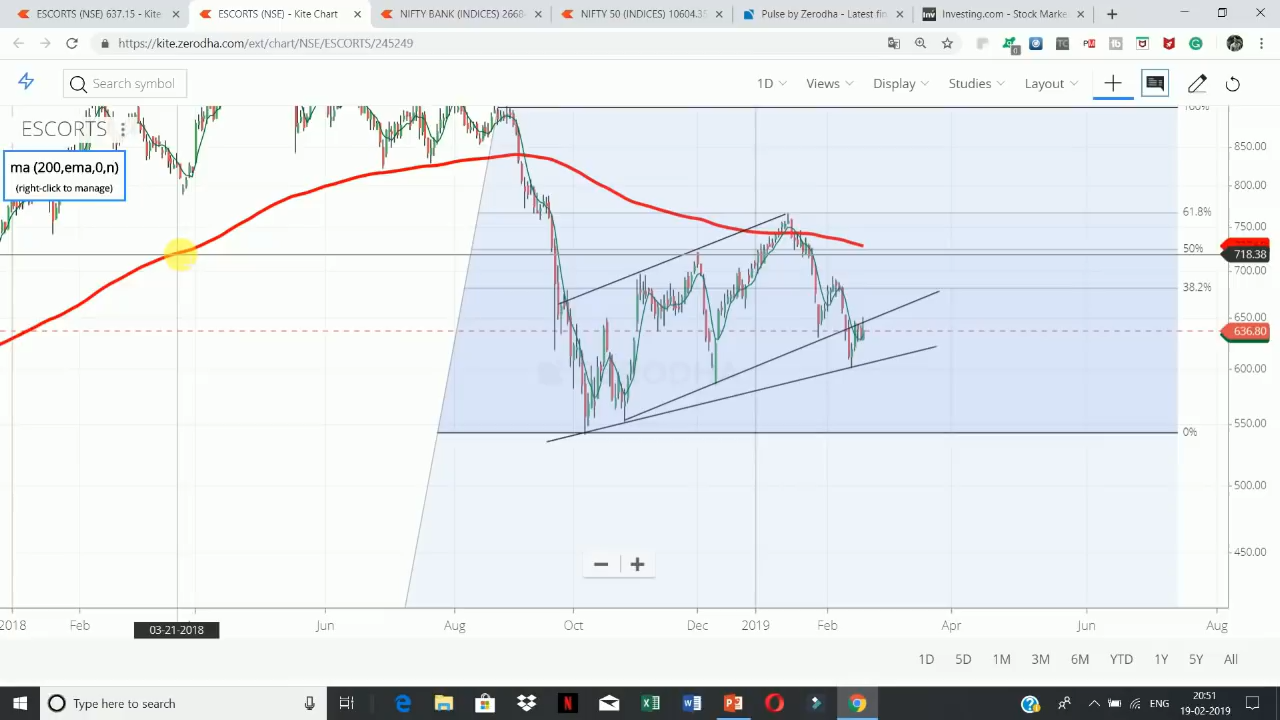 ESCORTS (NSE) 637.15 - Kite
ESCORTS (NSE) - Kite Chart
NIFTY BANK (INDICES) 2668
NIFTY 50 (INDICES) 10604.35
Pulse by Zerodha - Latest fin
Investing.com - Stock Marke
https://kite.zerodha.com/ext/chart/NSE/ESCORTS/245249
Search symbol
1D
Views
Display
Studies
Layout
ESCORTS
ma (200,ema,0,n)
(right-click to manage)
100%
61.8%
50%
38.2%
0%
850.00
800.00
750.00
718.38
700.00
650.00
636.80
600.00
550.00
500.00
450.00
2018
Feb
03-21-2018
Jun
Aug
Oct
Dec
2019
Feb
Apr
Jun
Aug
1D
5D
1M
3M
6M
YTD
1Y
5Y
All
Type here to search
ENG
20:51
19-02-2019